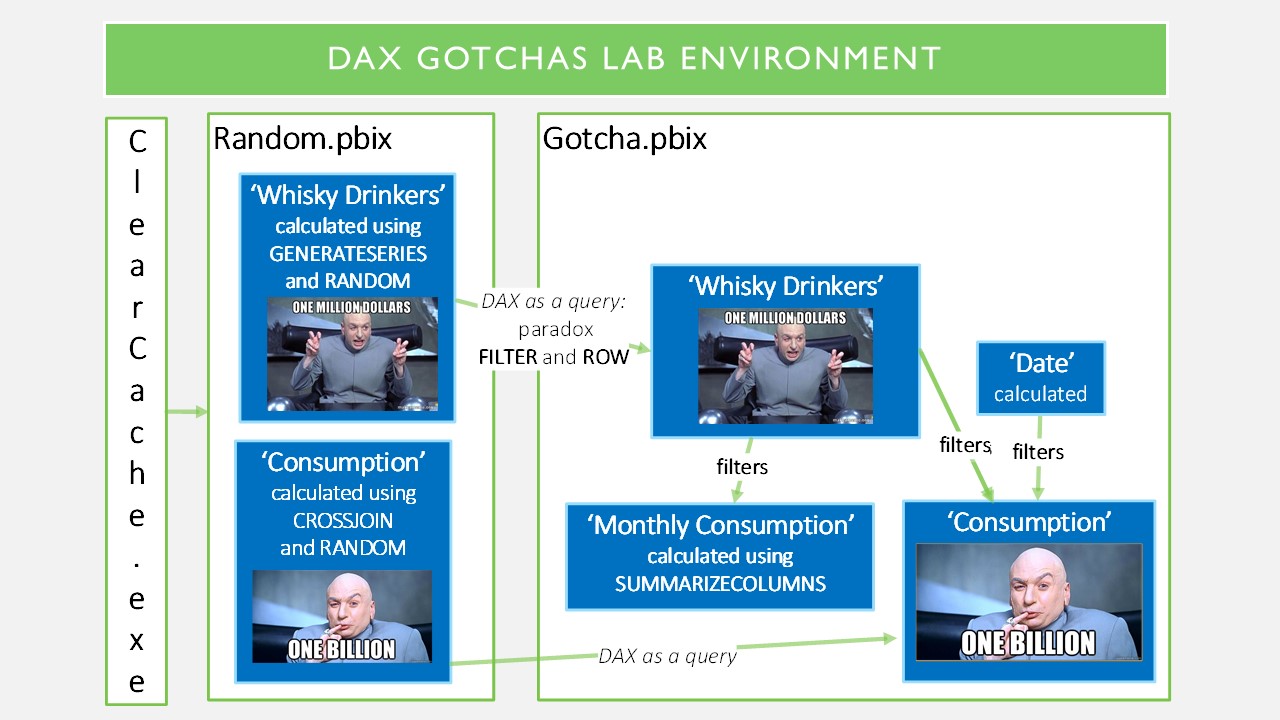 DAX GOTCHAS LAB ENVIRONMENT
C
l
e
a
r
C
a
c
h
e
.
e
x
e
Random.pbix
‘Whisky Drinkers’
calculated using
GENERATESERIES
and RANDOM
ONE MILLION DOLLARS
‘Consumption’
calculated using
CROSSJOIN
and RANDOM
ONE BILLION
DAX as a query:
paradox
FILTER and ROW
DAX as a query
Gotcha.pbix
‘Whisky Drinkers’
ONE MILLION DOLLARS
‘Date’
calculated
filters
filters
filters
‘Monthly Consumption’
calculated using
SUMMARIZECOLUMNS
‘Consumption’
ONE BILLION